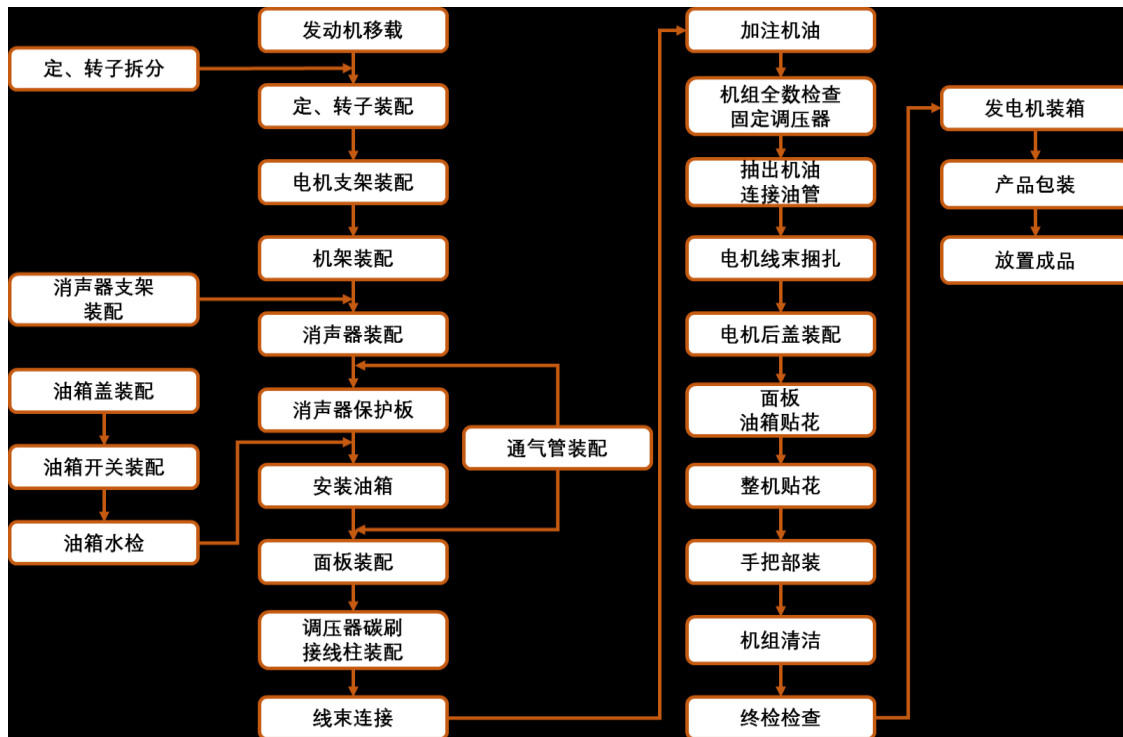 发动机移载
定、转子拆分
定、转子装配
电机支架装配
机架装配
消声器支架
装配
消声器装配
油箱盖装配
消声器保护板
通气管装配
油箱开关装配
安装油箱
油箱水检
面板装配
调压器碳刷
接线柱装配
线束连接
加注机油
机组全数检查
固定调压器
抽出机油
连接油管
电机线束捆扎
电机后盖装配
面板
油箱贴花
整机贴花
手把部装
机组清洁
终检检查
发电机装箱
产品包装
放置成品